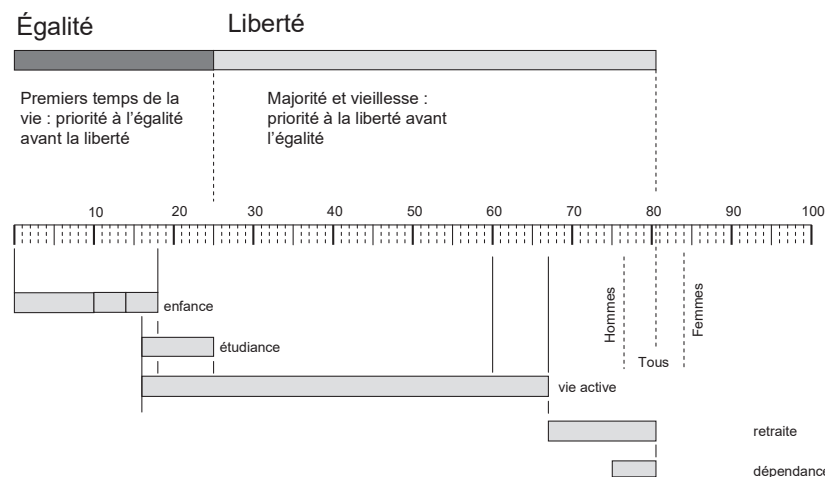 Égalité
Liberté
Premiers temps de la
vie : priorité à l’égalité
avant la liberté
Majorité et vieillesse :
priorité à la liberté avant
l’égalité
10 20 30 40 50 60 70 80 90 100
enfance
étudiance
vie active
Hommes
Tous
Femmes
retraite
dépendance